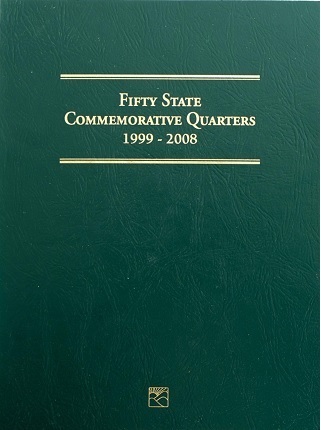 FIFTY STATE
COMMEMORATIVE QUARTERS
1999 - 2008